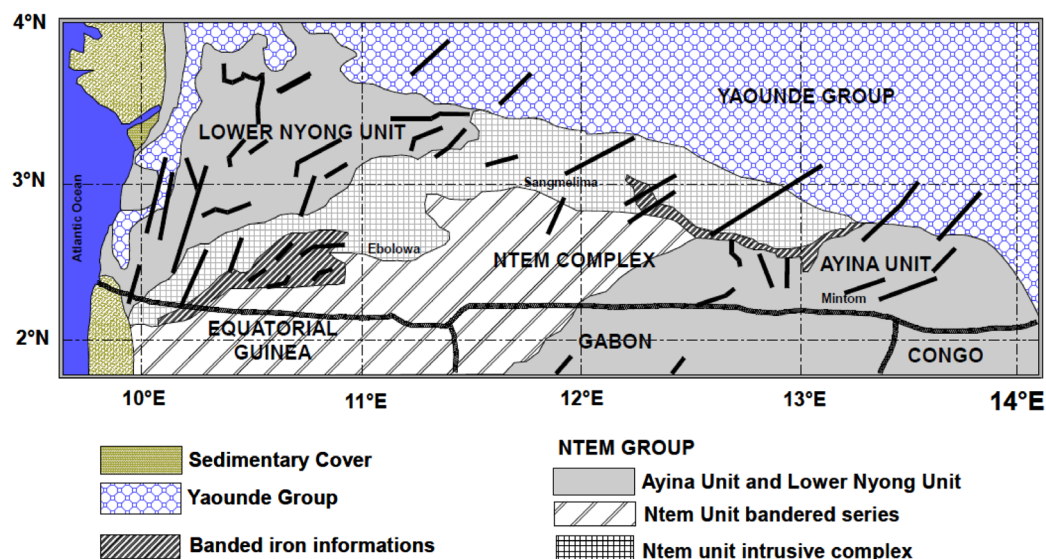 4°N
YAOUNDE GROUP
LOWER NYONG UNIT
3°N
Sangmelima
Atlantic Ocean
Ebolowa
NTEM COMPLEX
AYINA UNIT
Mintom
2°N
EQUATORIAL
GUINEA
GABON
CONGO
10°E
11°E
12°E
13°E
14°E
NTEM GROUP
Sedimentary Cover
Ayina Unit and Lower Nyong Unit
Yaounde Group
Ntem Unit bandered series
Banded iron informations
Ntem unit intrusive complex